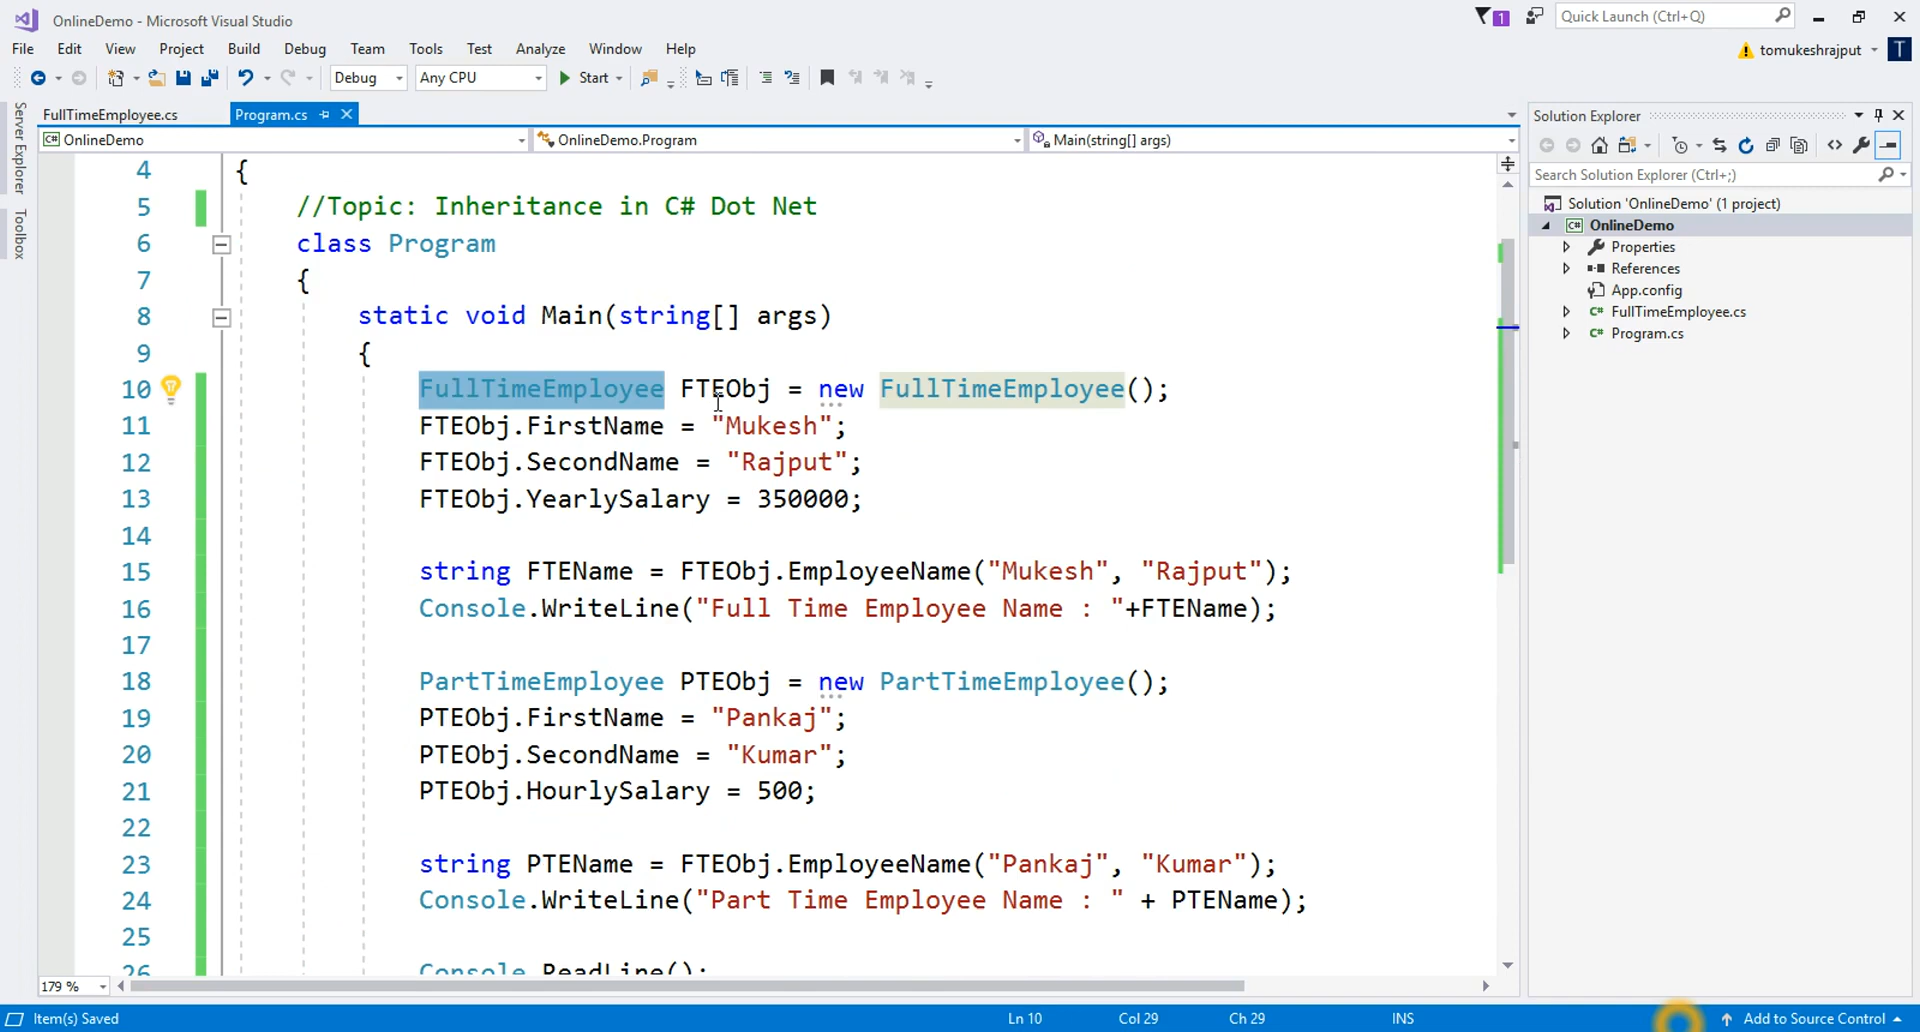 OnlineDemo - Microsoft Visual Studio
1
Quick Launch (Ctrl+Q)
File Edit View Project Build Debug Team Tools Test Analyze Window Help
tomukeshrajput T
Debug Any CPU Start
Server Explorer
Toolbox
FullTimeEmployee.cs Program.cs
C# OnlineDemo OnlineDemo.Program Main(string[] args)
4 {
5 //Topic: Inheritance in C# Dot Net
6 class Program
7 {
8 static void Main(string[] args)
9 {
10 FullTimeEmployee FTEObj = new FullTimeEmployee();
11 FTEObj.FirstName = "Mukesh";
12 FTEObj.SecondName = "Rajput";
13 FTEObj.YearlySalary = 350000;
14
15 string FTEName = FTEObj.EmployeeName("Mukesh", "Rajput");
16 Console.WriteLine("Full Time Employee Name : "+FTEName);
17
18 PartTimeEmployee PTEObj = new PartTimeEmployee();
19 PTEObj.FirstName = "Pankaj";
20 PTEObj.SecondName = "Kumar";
21 PTEObj.HourlySalary = 500;
22
23 string PTEName = FTEObj.EmployeeName("Pankaj", "Kumar");
24 Console.WriteLine("Part Time Employee Name : " + PTEName);
25
26 Console.ReadLine();
179 %
Solution Explorer
Search Solution Explorer (Ctrl+;)
Solution 'OnlineDemo' (1 project)
C# OnlineDemo
Properties
References
App.config
C# FullTimeEmployee.cs
C# Program.cs
Item(s) Saved Ln 10 Col 29 Ch 29 INS Add to Source Control